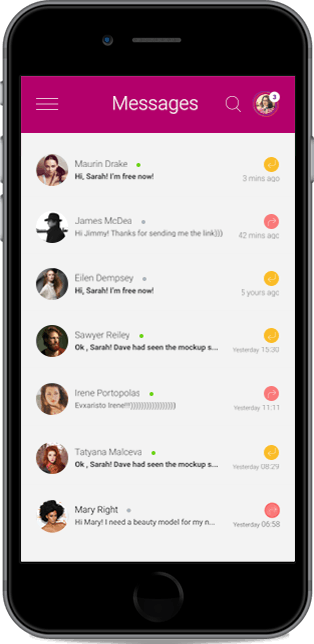 Messages
3
Maurin Drake
Hi, Sarah! I'm free now!
3 mins ago
James McDea
Hi Jimmy! Thanks for sending me the link)))
42 mins ago
Eilen Dempsey
Hi, Sarah! I'm free now!
5 yours ago
Sawyer Reiley
Ok , Sarah! Dave had seen the mockup s...
Yesterday 15:30
Irene Portopolas
Evxaristo Irene!!!))))))))))))))))))))
Yesterday 11:11
Tatyana Malceva
Ok , Sarah! Dave had seen the mockup s...
Yesterday 08:29
Mary Right
Hi Mary! I need a beauty model for my n...
Yesterday 06:58